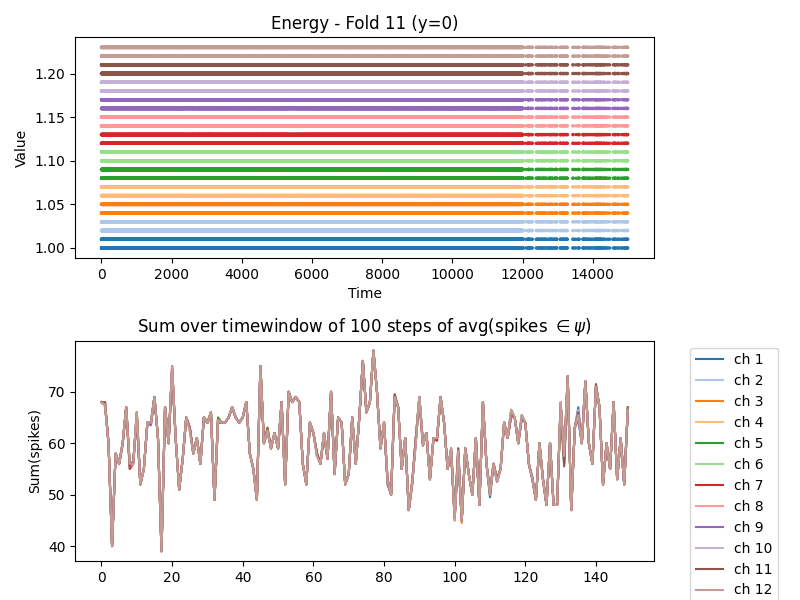 Energy - Fold 11 (y=0)
Value
1.20
1.15
1.10
1.05
1.00
0 2000 4000 6000 8000 10000 12000 14000
Time
Sum over timewindow of 100 steps of avg(spikes ∈ ψ)
Sum(spikes)
70
60
50
40
0 20 40 60 80 100 120 140
ch 1
ch 2
ch 3
ch 4
ch 5
ch 6
ch 7
ch 8
ch 9
ch 10
ch 11
ch 12